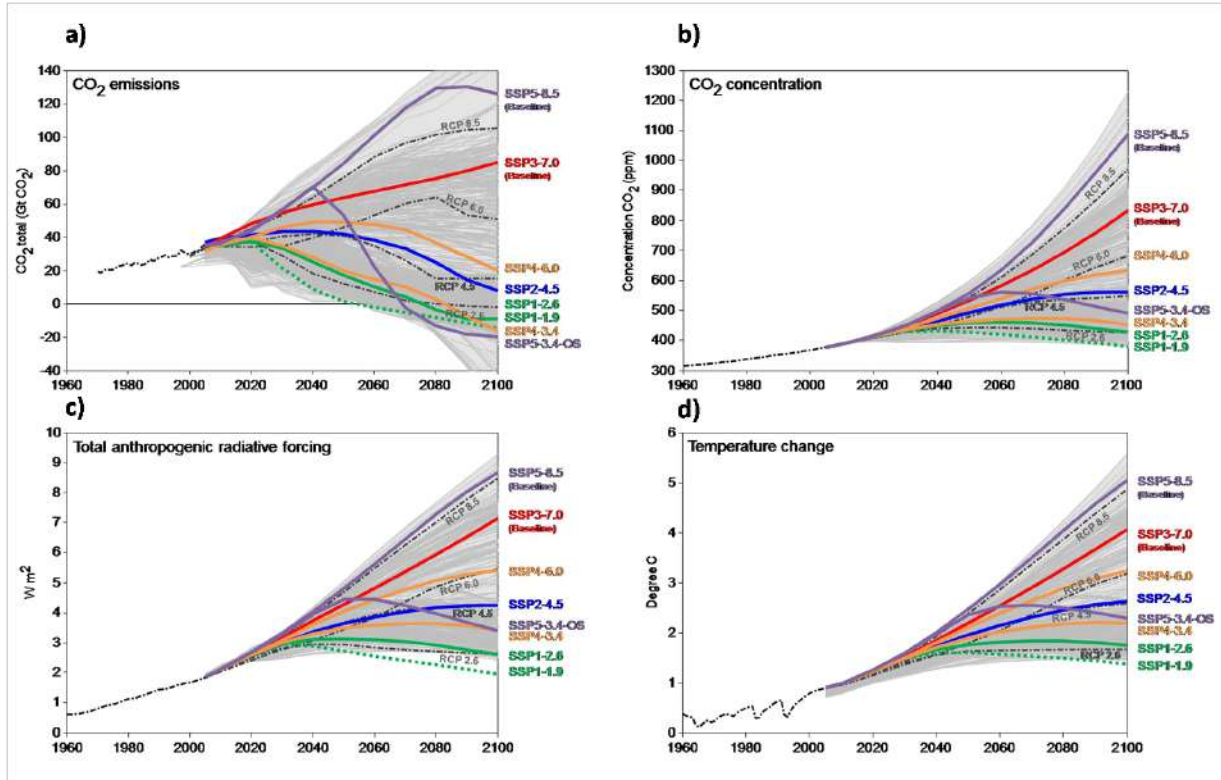 a)
CO2 emissions
140
120
100
80
60
40
20
0
-20
-40
CO2 total (Gt CO2)
1960 1980 2000 2020 2040 2060 2080 2100
SSP5-8.5
(Baseline)
RCP 8.5
SSP3-7.0
(Baseline)
RCP 6.0
SSP4-6.0
RCP 4.5
SSP2-4.5
SSP1-2.6
RCP 2.6
SSP1-1.9
SSP4-3.4
SSP5-3.4-OS
b)
CO2 concentration
1300
1200
1100
1000
900
800
700
600
500
400
300
Concentration CO2 (ppm)
1960 1980 2000 2020 2040 2060 2080 2100
SSP5-8.5
(Baseline)
RCP 8.5
SSP3-7.0
(Baseline)
RCP 6.0
SSP4-6.0
SSP2-4.5
RCP 4.5
SSP5-3.4-OS
SSP4-3.4
SSP1-2.6
RCP 2.6
SSP1-1.9
c)
Total anthropogenic radiative forcing
10
9
8
7
6
5
4
3
2
1
0
W m2
1960 1980 2000 2020 2040 2060 2080 2100
SSP5-8.5
(Baseline)
RCP 8.5
SSP3-7.0
(Baseline)
SSP4-6.0
RCP 6.0
SSP2-4.5
RCP 4.5
SSP5-3.4-OS
SSP4-3.4
SSP1-2.6
RCP 2.6
SSP1-1.9
d)
Temperature change
6
5
4
3
2
1
0
Degree C
1960 1980 2000 2020 2040 2060 2080 2100
SSP5-8.5
(Baseline)
RCP 8.5
SSP3-7.0
(Baseline)
SSP4-6.0
RCP 6.0
SSP2-4.5
RCP 4.5
SSP5-3.4-OS
SSP4-3.4
SSP1-2.6
RCP 2.6
SSP1-1.9